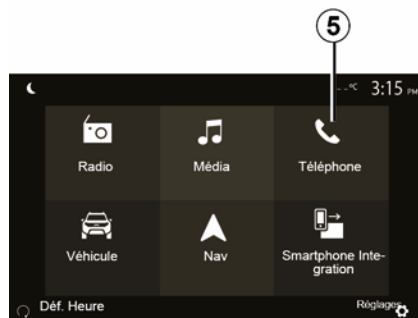 5
--°C 3:15 PM
Radio Média Téléphone
Véhicule Nav Smartphone Inte-
gration
Déf. Heure Réglages